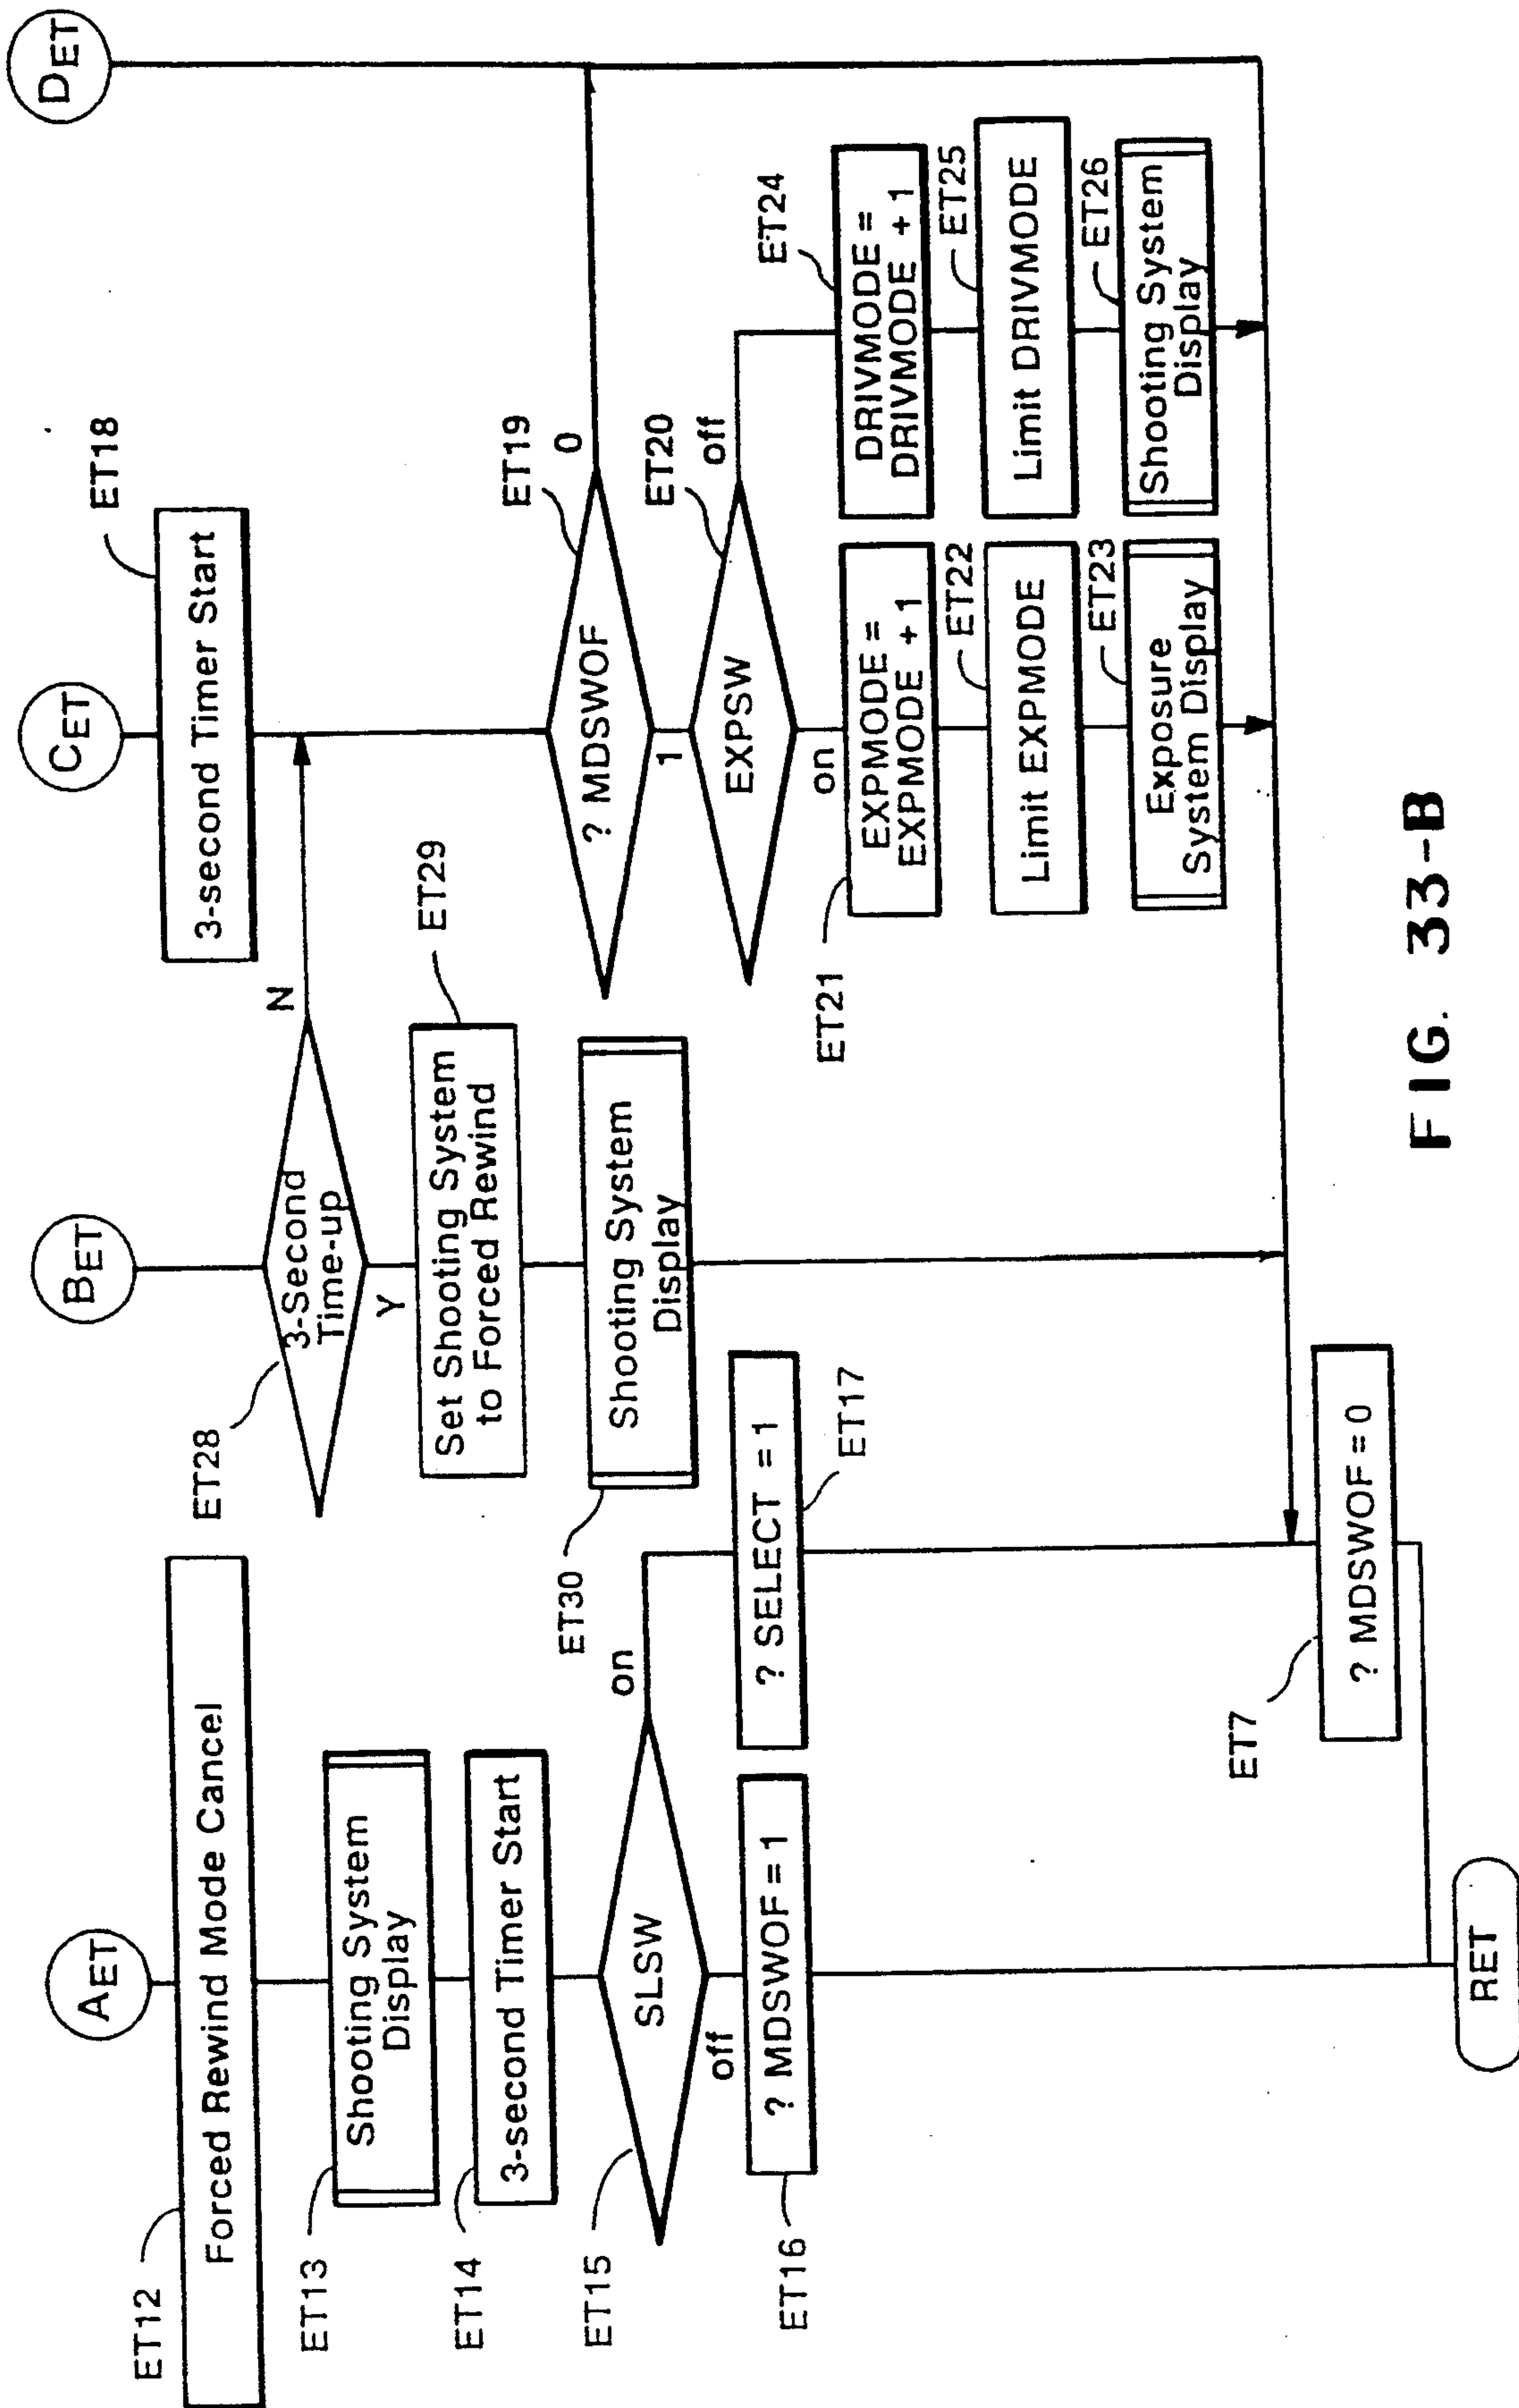 AET
ET12
Forced Rewind Mode Cancel
ET13
Shooting System
Display
ET14
3-second Timer Start
ET15
SLSW
on
off
ET16
? MDSWOF = 1
? SELECT = 1
ET17
BET
ET28
3-Second
Time-up
N
Y
ET29
Set Shooting System
to Forced Rewind
ET30
Shooting System
Display
CET
ET18
3-second Timer Start
ET19
? MDSWOF
0
1
ET20
EXPSW
off
on
ET21
EXPMODE =
EXPMODE + 1
ET22
Limit EXPMODE
ET23
Exposure
System Display
ET24
DRIVMODE =
DRIVMODE + 1
ET25
Limit DRIVMODE
ET26
Shooting System
Display
DET
ET7
? MDSWOF = 0
RET
FIG. 33-B